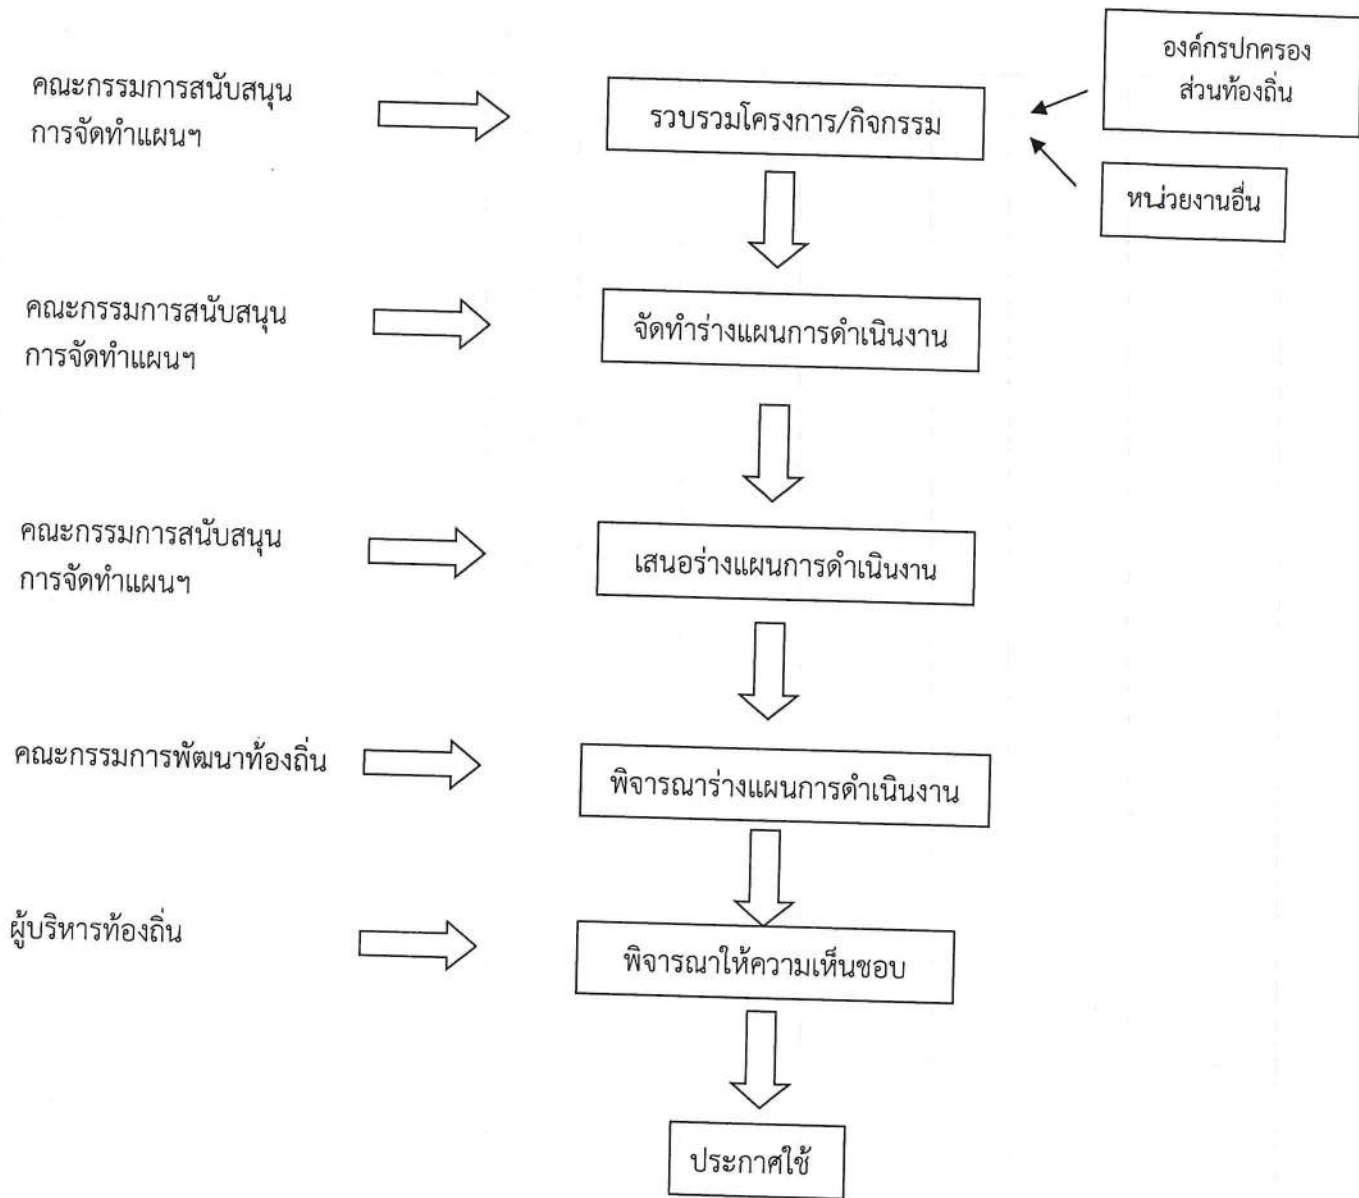 องค์กรปกครอง
ส่วนท้องถิ่น
คณะกรรมการสนับสนุน
การจัดทำแผนฯ
รวบรวมโครงการ/กิจกรรม
หน่วยงานอื่น
คณะกรรมการสนับสนุน
การจัดทำแผนฯ
จัดทำร่างแผนการดำเนินงาน
คณะกรรมการสนับสนุน
การจัดทำแผนฯ
เสนอร่างแผนการดำเนินงาน
คณะกรรมการพัฒนาท้องถิ่น
พิจารณาร่างแผนการดำเนินงาน
ผู้บริหารท้องถิ่น
พิจารณาให้ความเห็นชอบ
ประกาศใช้